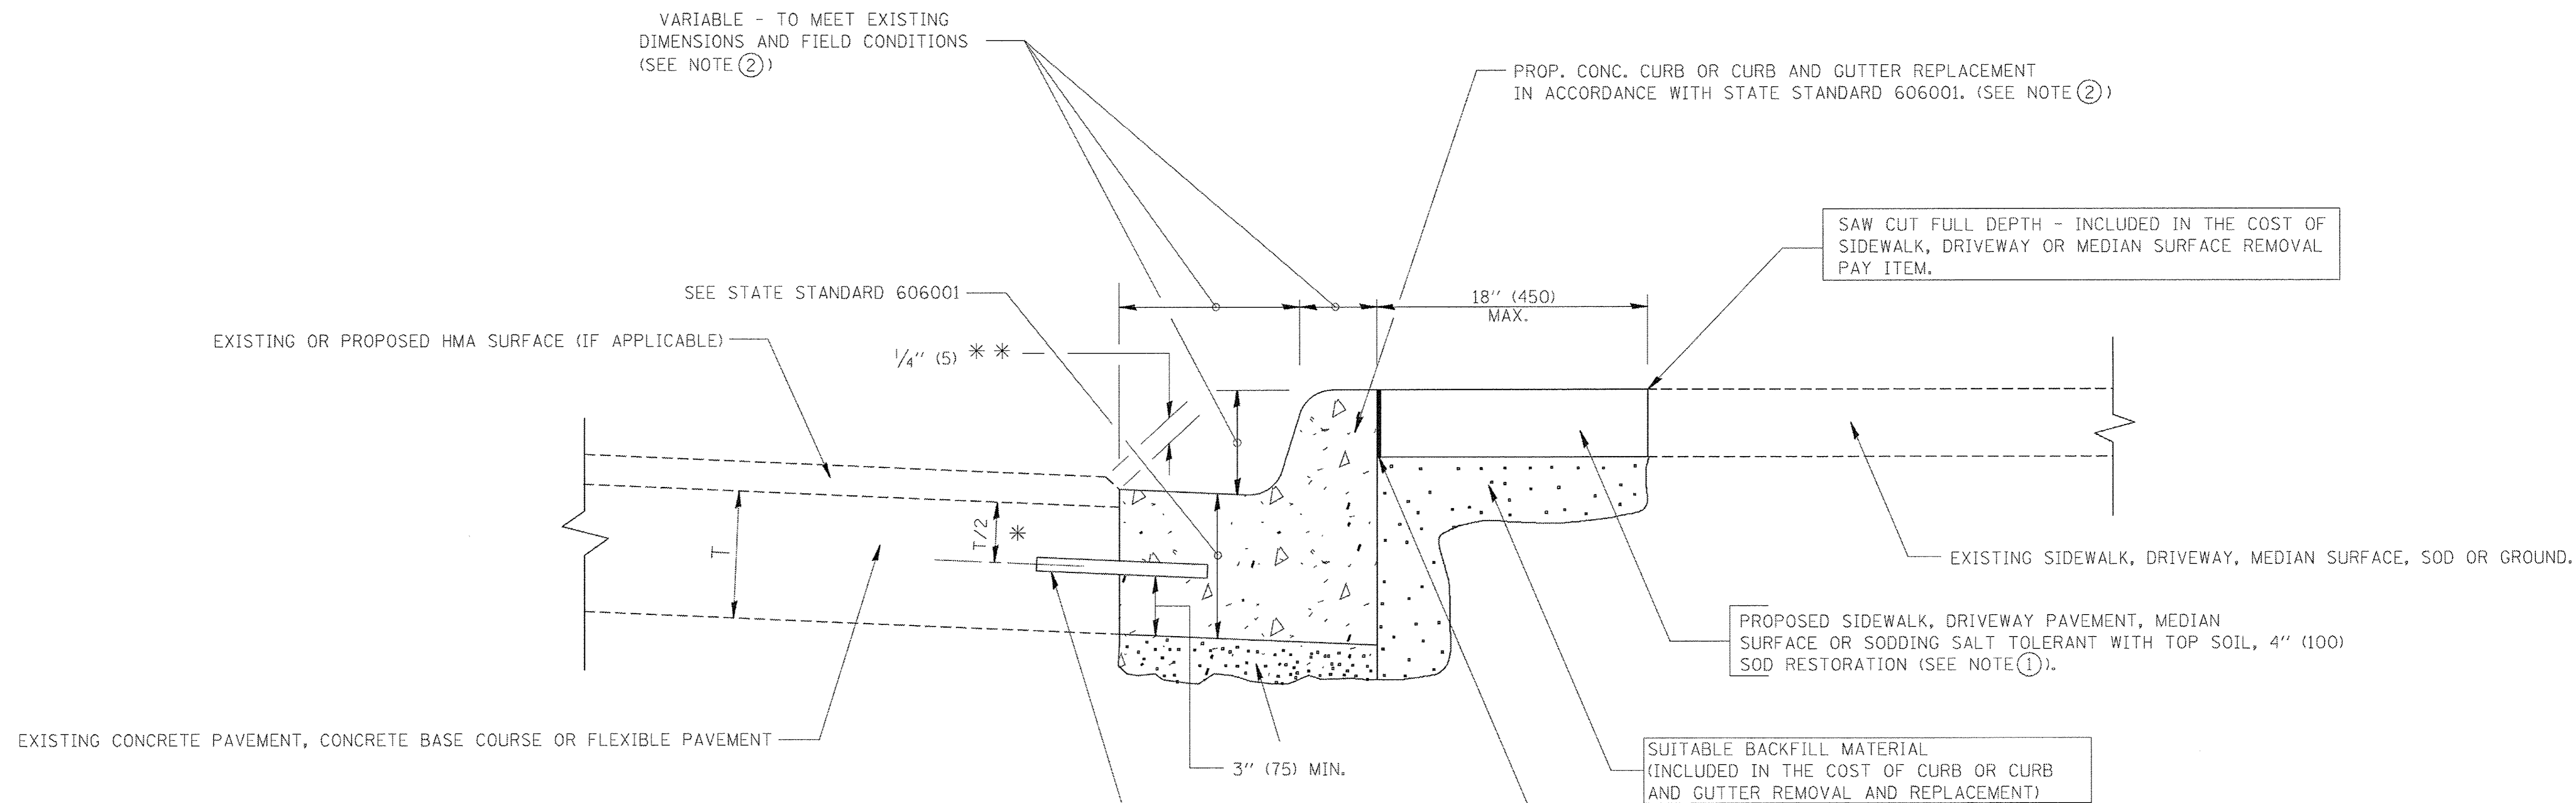 VARIABLE - TO MEET EXISTING
DIMENSIONS AND FIELD CONDITIONS
(SEE NOTE ②)
PROP. CONC. CURB OR CURB AND GUTTER REPLACEMENT
IN ACCORDANCE WITH STATE STANDARD 606001. (SEE NOTE ②)
SAW CUT FULL DEPTH - INCLUDED IN THE COST OF
SIDEWALK, DRIVEWAY OR MEDIAN SURFACE REMOVAL
PAY ITEM.
SEE STATE STANDARD 606001
18'' (450)
MAX.
EXISTING OR PROPOSED HMA SURFACE (IF APPLICABLE)
1/4'' (5) * *
T
T/2 *
EXISTING SIDEWALK, DRIVEWAY, MEDIAN SURFACE, SOD OR GROUND.
PROPOSED SIDEWALK, DRIVEWAY PAVEMENT, MEDIAN
SURFACE OR SODDING SALT TOLERANT WITH TOP SOIL, 4'' (100)
SOD RESTORATION (SEE NOTE ①).
EXISTING CONCRETE PAVEMENT, CONCRETE BASE COURSE OR FLEXIBLE PAVEMENT
3'' (75) MIN.
SUITABLE BACKFILL MATERIAL
(INCLUDED IN THE COST OF CURB OR CURB
AND GUTTER REMOVAL AND REPLACEMENT)